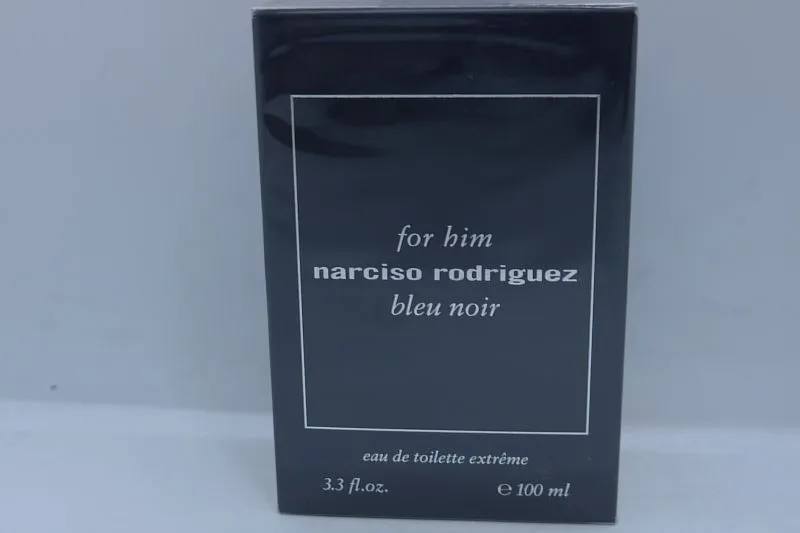 for him
narciso rodriguez
bleu noir
eau de toilette extrême
3.3 fl.oz. ℮ 100 ml